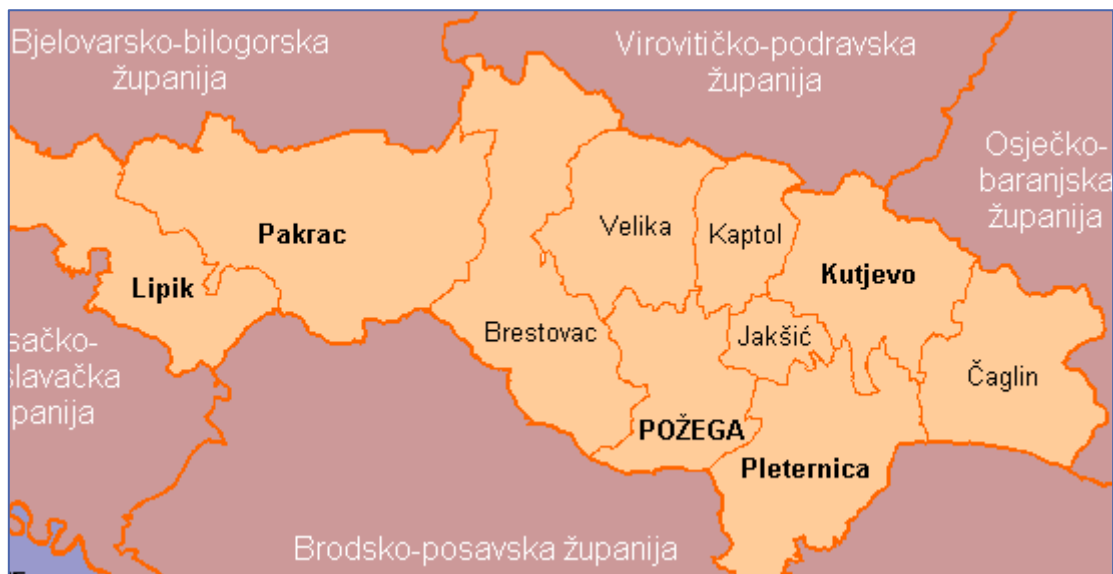 Bjelovarsko-bilogorska
županija
Virovitičko-podravska
županija
Osječko-
baranjska
županija
Pakrac
Velika
Kaptol
Kutjevo
Lipik
Brestovac
Jakšić
Čaglin
sačko-
slavačka
panija
POŽEGA
Pleternica
Brodsko-posavska županija